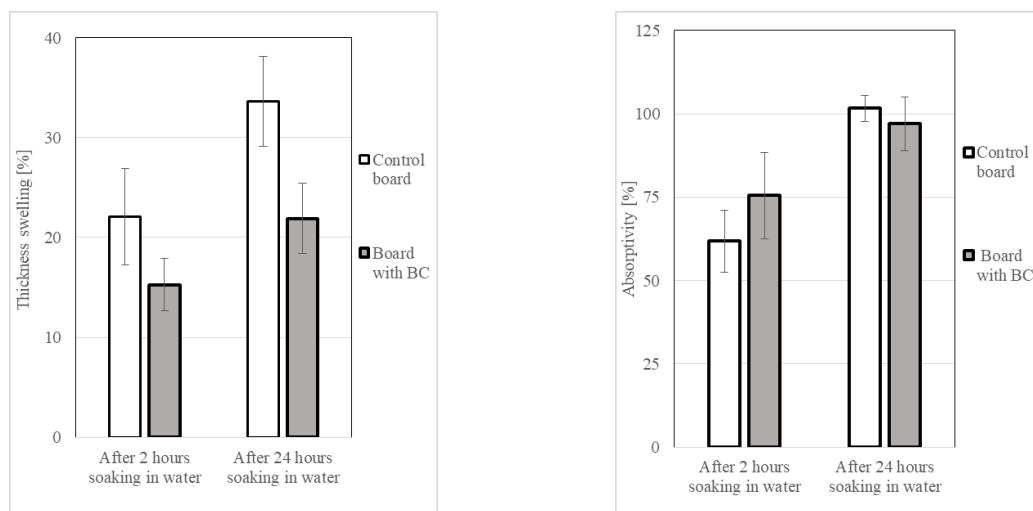 40
30
20
10
0
Thickness swelling [%]
After 2 hours
soaking in water
After 24 hours
soaking in water
Control
board
Board
with BC
125
100
75
50
25
0
Absorptivity [%]
After 2 hours
soaking in water
After 24 hours
soaking in water
Control
board
Board
with BC